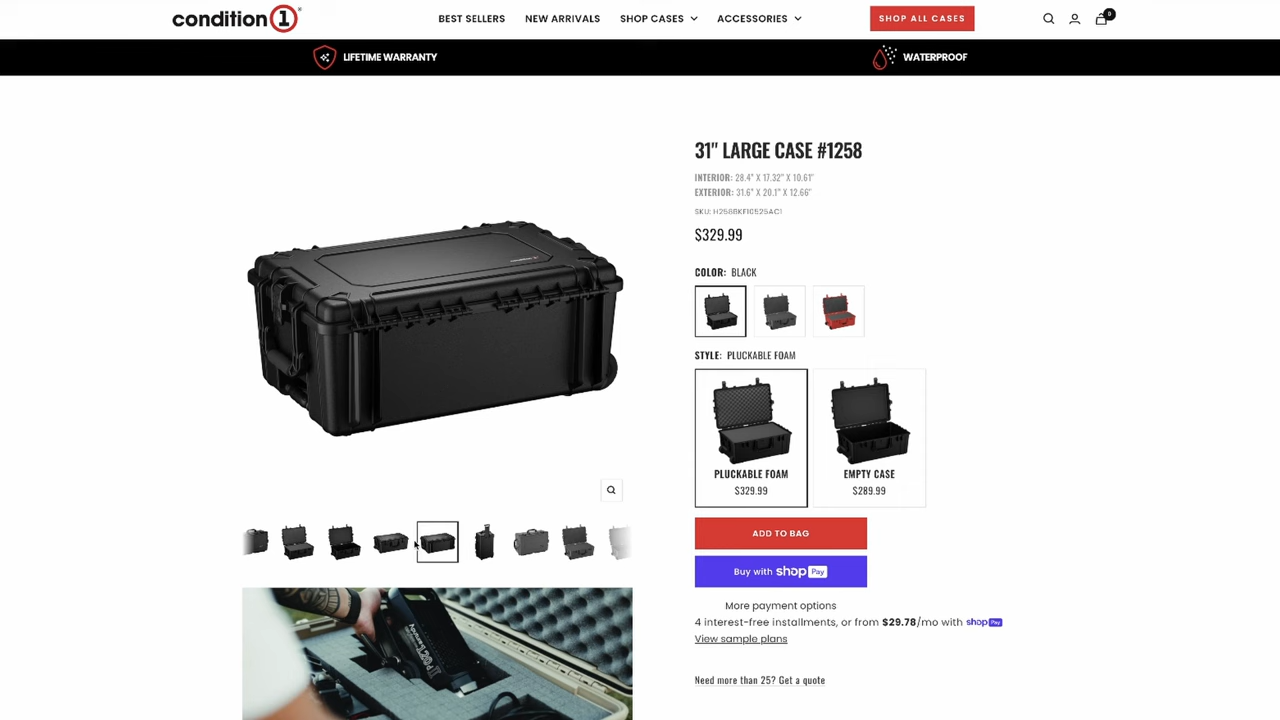 condition 1
BEST SELLERS NEW ARRIVALS SHOP CASES ACCESSORIES SHOP ALL CASES 0
LIFETIME WARRANTY WATERPROOF
31" LARGE CASE #1258
INTERIOR: 28.4" X 17.32" X 10.61"
EXTERIOR: 31.6" X 20.1" X 12.66"
SKU: H258BKF10525AC1
$329.99
COLOR: BLACK
STYLE: PLUCKABLE FOAM
PLUCKABLE FOAM EMPTY CASE
$329.99 $289.99
ADD TO BAG
Buy with shop Pay
More payment options
4 interest-free installments, or from $29.78/mo with shop Pay
View sample plans
Need more than 25? Get a quote